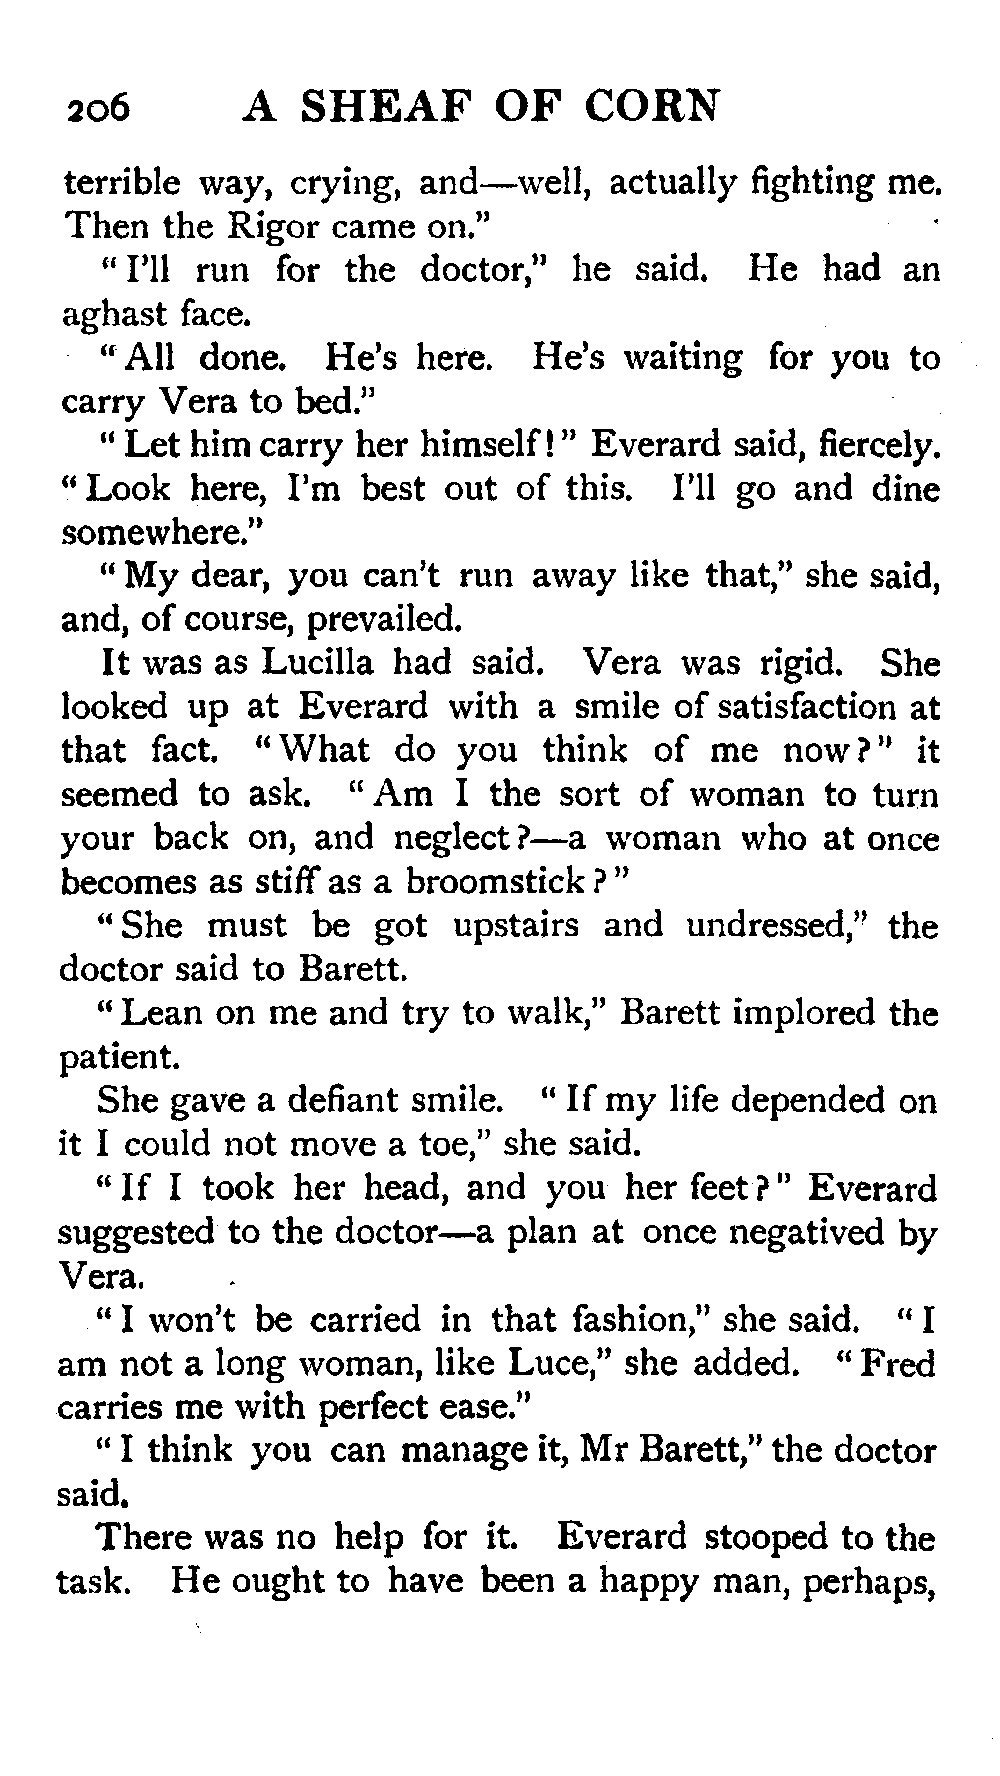 206 A SHEAF OF CORN
terrible way, crying, and—well, actually fighting me.
Then the Rigor came on."
"I'll run for the doctor," he said. He had an
aghast face.
"All done. He's here. He's waiting for you to
carry Vera to bed."
"Let him carry her himself!" Everard said, fiercely.
"Look here, I'm best out of this. I'll go and dine
somewhere."
"My dear, you can't run away like that," she said,
and, of course, prevailed.
It was as Lucilla had said. Vera was rigid. She
looked up at Everard with a smile of satisfaction at
that fact. "What do you think of me now?" it
seemed to ask. "Am I the sort of woman to turn
your back on, and neglect?—a woman who at once
becomes as stiff as a broomstick?"
"She must be got upstairs and undressed," the
doctor said to Barett.
"Lean on me and try to walk," Barett implored the
patient.
She gave a defiant smile. "If my life depended on
it I could not move a toe," she said.
"If I took her head, and you her feet?" Everard
suggested to the doctor—a plan at once negatived by
Vera.
"I won't be carried in that fashion," she said. "I
am not a long woman, like Luce," she added. "Fred
carries me with perfect ease."
"I think you can manage it, Mr Barett," the doctor
said.
There was no help for it. Everard stooped to the
task. He ought to have been a happy man, perhaps,